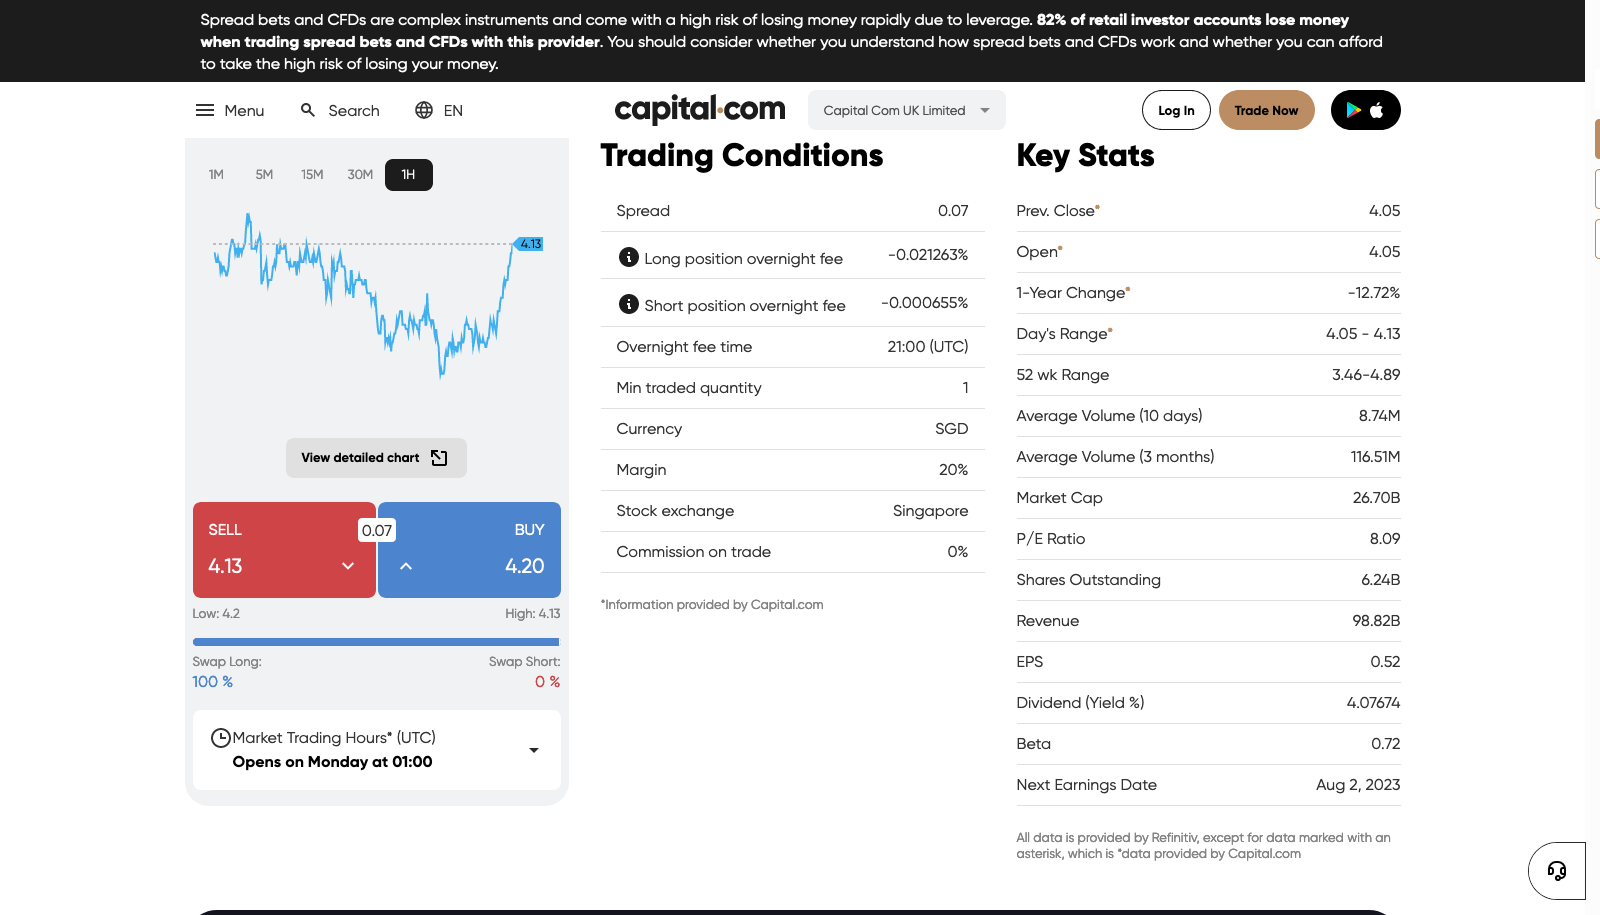 Spread bets and CFDs are complex instruments and come with a high risk of losing money rapidly due to leverage. 82% of retail investor accounts lose money
when trading spread bets and CFDs with this provider. You should consider whether you understand how spread bets and CFDs work and whether you can afford
to take the high risk of losing your money.
Menu Search EN capital.com Capital Com UK Limited Log In Trade Now
1M 5M 15M 30M 1H
4.13
View detailed chart
SELL 0.07 BUY
4.13 4.20
Low: 4.2 High: 4.13
Swap Long: Swap Short:
100 % 0 %
Market Trading Hours* (UTC)
Opens on Monday at 01:00
Trading Conditions
Spread 0.07
Long position overnight fee -0.021263%
Short position overnight fee -0.000655%
Overnight fee time 21:00 (UTC)
Min traded quantity 1
Currency SGD
Margin 20%
Stock exchange Singapore
Commission on trade 0%
*Information provided by Capital.com
Key Stats
Prev. Close* 4.05
Open* 4.05
1-Year Change* -12.72%
Day's Range* 4.05 - 4.13
52 wk Range 3.46-4.89
Average Volume (10 days) 8.74M
Average Volume (3 months) 116.51M
Market Cap 26.70B
P/E Ratio 8.09
Shares Outstanding 6.24B
Revenue 98.82B
EPS 0.52
Dividend (Yield %) 4.07674
Beta 0.72
Next Earnings Date Aug 2, 2023
All data is provided by Refinitiv, except for data marked with an
asterisk, which is *data provided by Capital.com